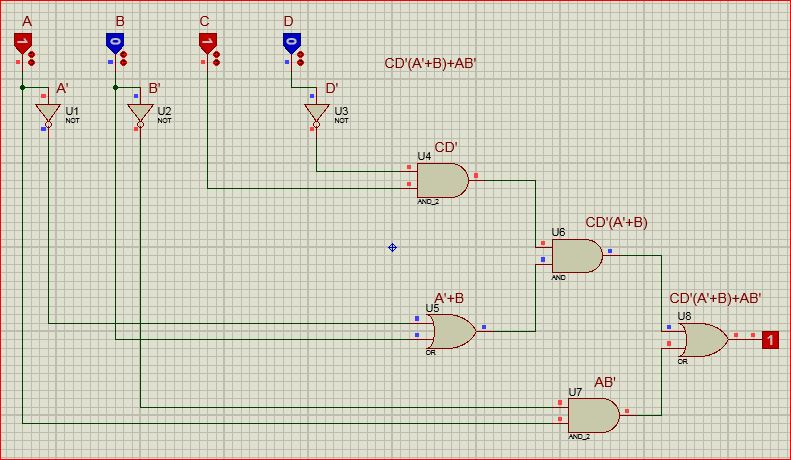 A B C D
1 0 1 0
CD'(A'+B)+AB'
A' B' D'
U1 U2 U3
NOT NOT NOT
CD'
U4
AND_2
CD'(A'+B)
U6
AND
A'+B
U5
OR
CD'(A'+B)+AB'
U8
1
OR
AB'
U7
AND_2